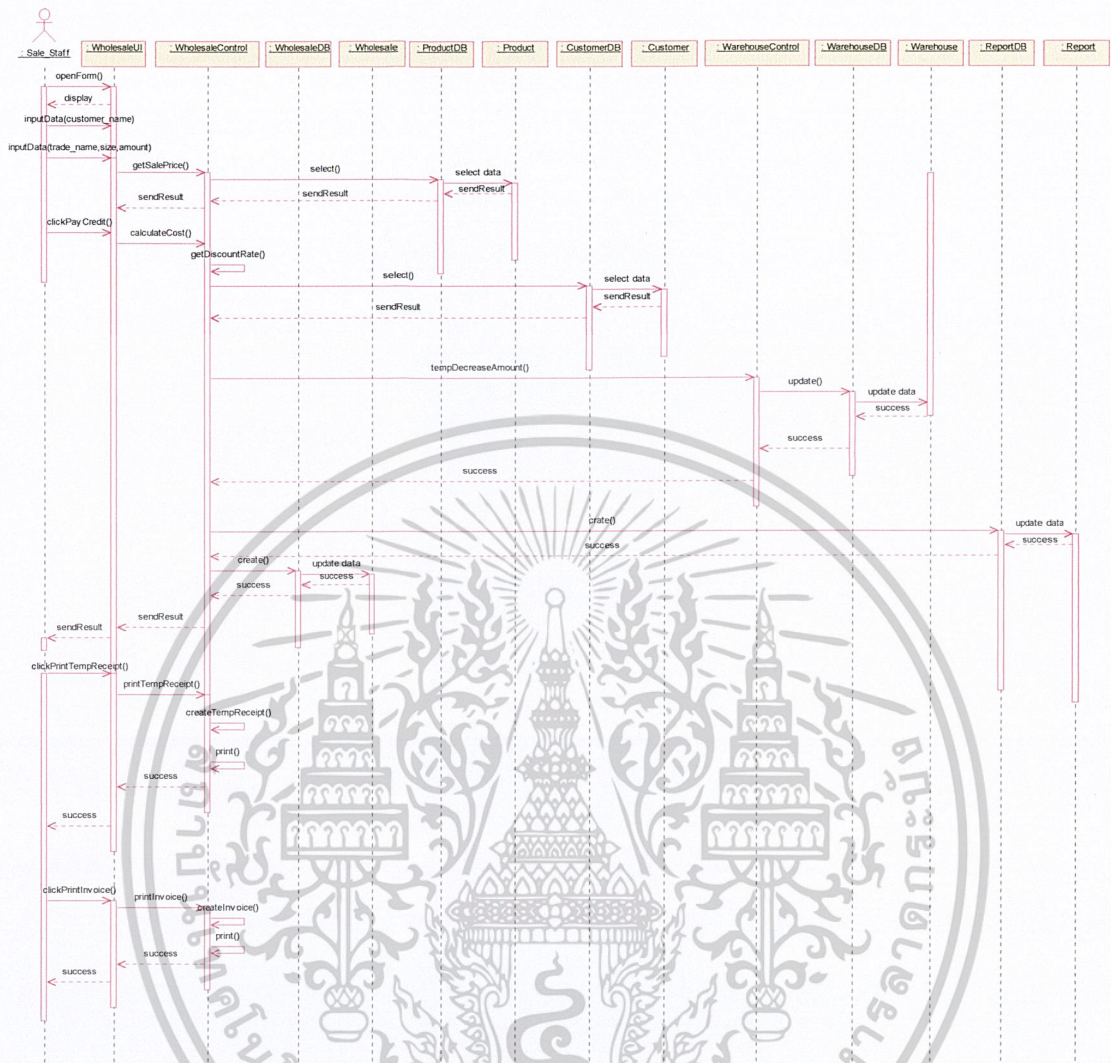 : Sale_Staff
: WholesaleUI
: WholesaleControl
: WholesaleDB
: Wholesale
: ProductDB
: Product
: CustomerDB
: Customer
: WarehouseControl
: WarehouseDB
: Warehouse
: ReportDB
: Report
openForm()
display
inputData(customer_name)
inputData(trade_name,size,amount)
getSalePrice()
select()
select data
sendResult
sendResult
sendResult
clickPayCredit()
calculateCost()
getDiscountRate()
select()
select data
sendResult
sendResult
tempDecreaseAmount()
update()
update data
success
success
success
crate()
update data
success
success
create()
update data
success
success
sendResult
sendResult
clickPrintTempReceipt()
printTempReceipt()
createTempReceipt()
print()
success
success
clickPrintInvoice()
printInvoice()
createInvoice()
print()
success
success